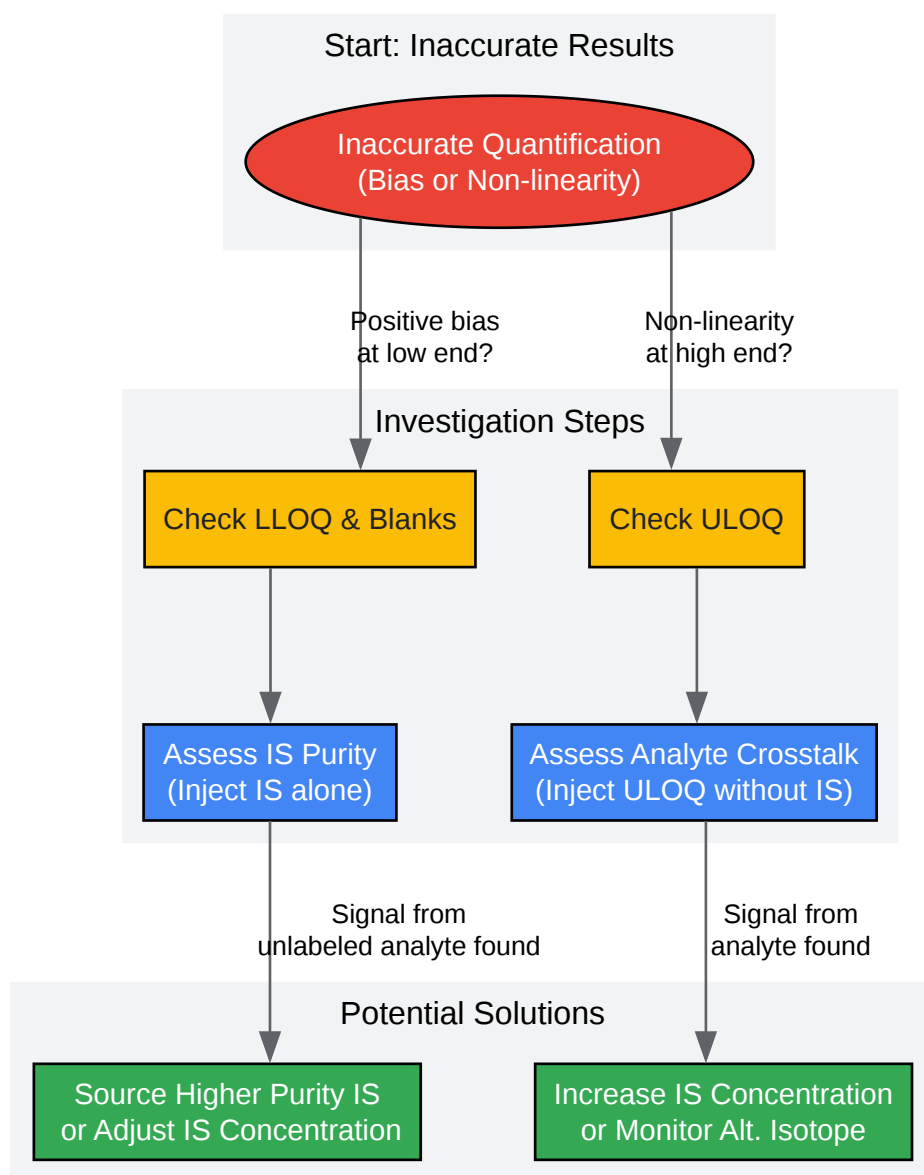 Start: Inaccurate Results
Inaccurate Quantification
(Bias or Non-linearity)
Positive bias
at low end?
Non-linearity
at high end?
Investigation Steps
Check LLOQ & Blanks
Check ULOQ
Assess IS Purity
(Inject IS alone)
Assess Analyte Crosstalk
(Inject ULOQ without IS)
Signal from
unlabeled analyte found
Signal from
analyte found
Potential Solutions
Source Higher Purity IS
or Adjust IS Concentration
Increase IS Concentration
or Monitor Alt. Isotope